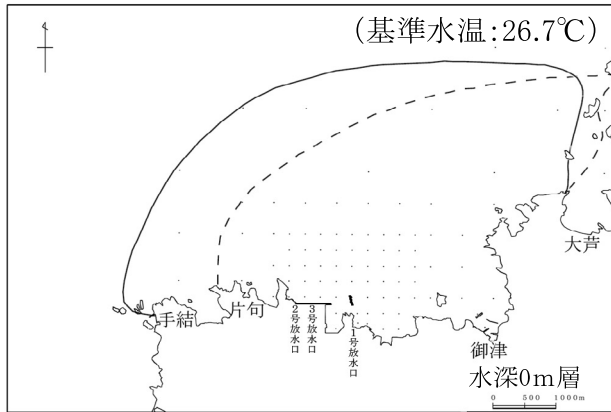 (基準水温:26.7℃)
大芦
手結
片句
2号放水口
3号放水口
1号放水口
御津
水深0m層
0 500 1000m